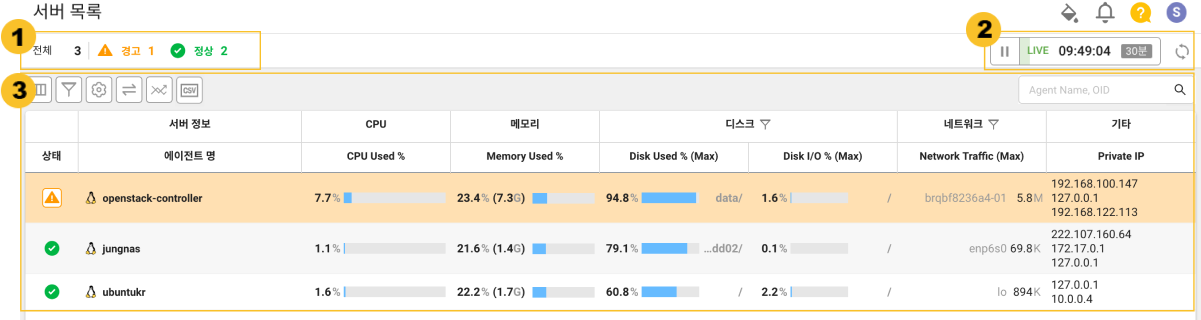 서버 목록
?
S
1
전체 3 경고 1 정상 2
2
LIVE 09:49:04 30분
3
CSV
Agent Name, OID
서버 정보 CPU 메모리 디스크 네트워크 기타
상태 에이전트 명 CPU Used % Memory Used % Disk Used % (Max) Disk I/O % (Max) Network Traffic (Max) Private IP
openstack-controller 7.7% 23.4% (7.3G) 94.8% data/ 1.6% / brqbf8236a4-01 5.8M
192.168.100.147
127.0.0.1
192.168.122.113
jungnas 1.1% 21.6% (1.4G) 79.1% ...dd02/ 0.1% / enp6s0 69.8K
222.107.160.64
172.17.0.1
127.0.0.1
ubuntukr 1.6% 22.2% (1.7G) 60.8% / 2.2% / lo 894K
127.0.0.1
10.0.0.4